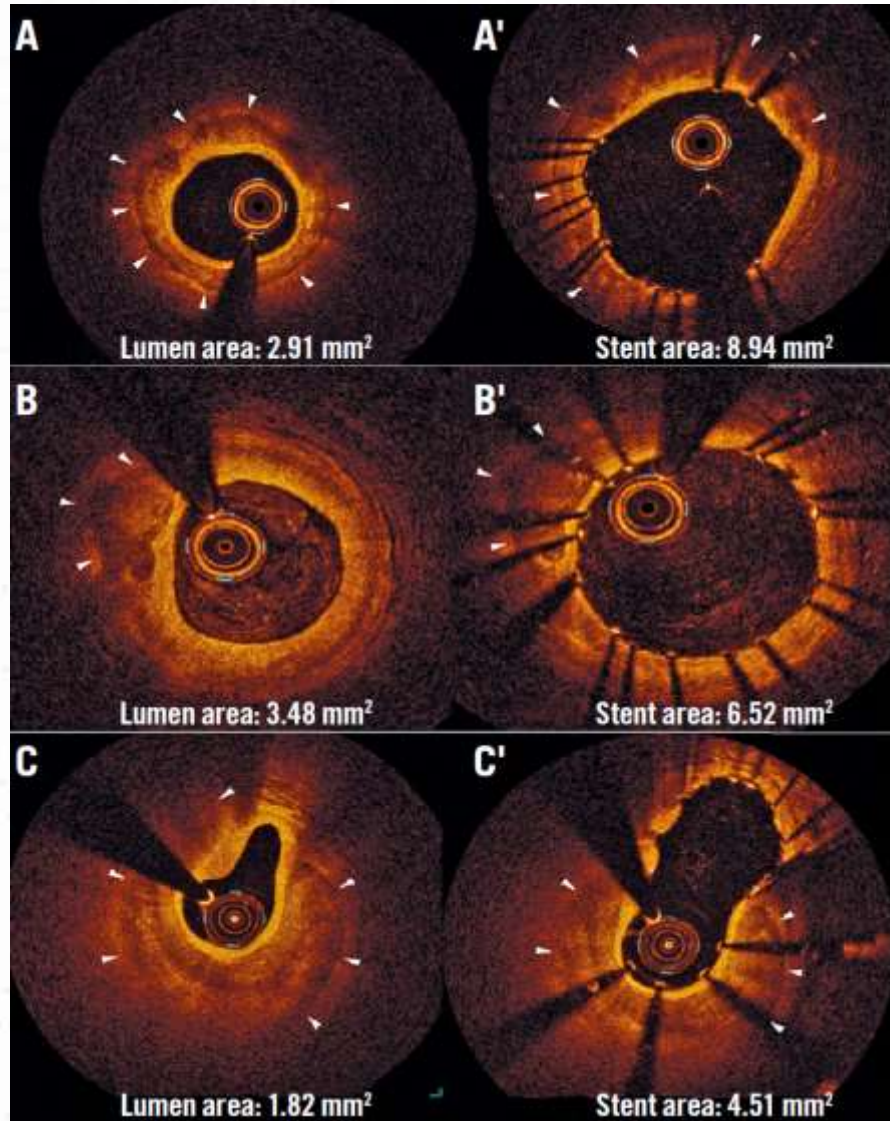 A
A'
Lumen area: 2.91 mm²
Stent area: 8.94 mm²
B
B'
Lumen area: 3.48 mm²
Stent area: 6.52 mm²
C
C'
Lumen area: 1.82 mm²
Stent area: 4.51 mm²